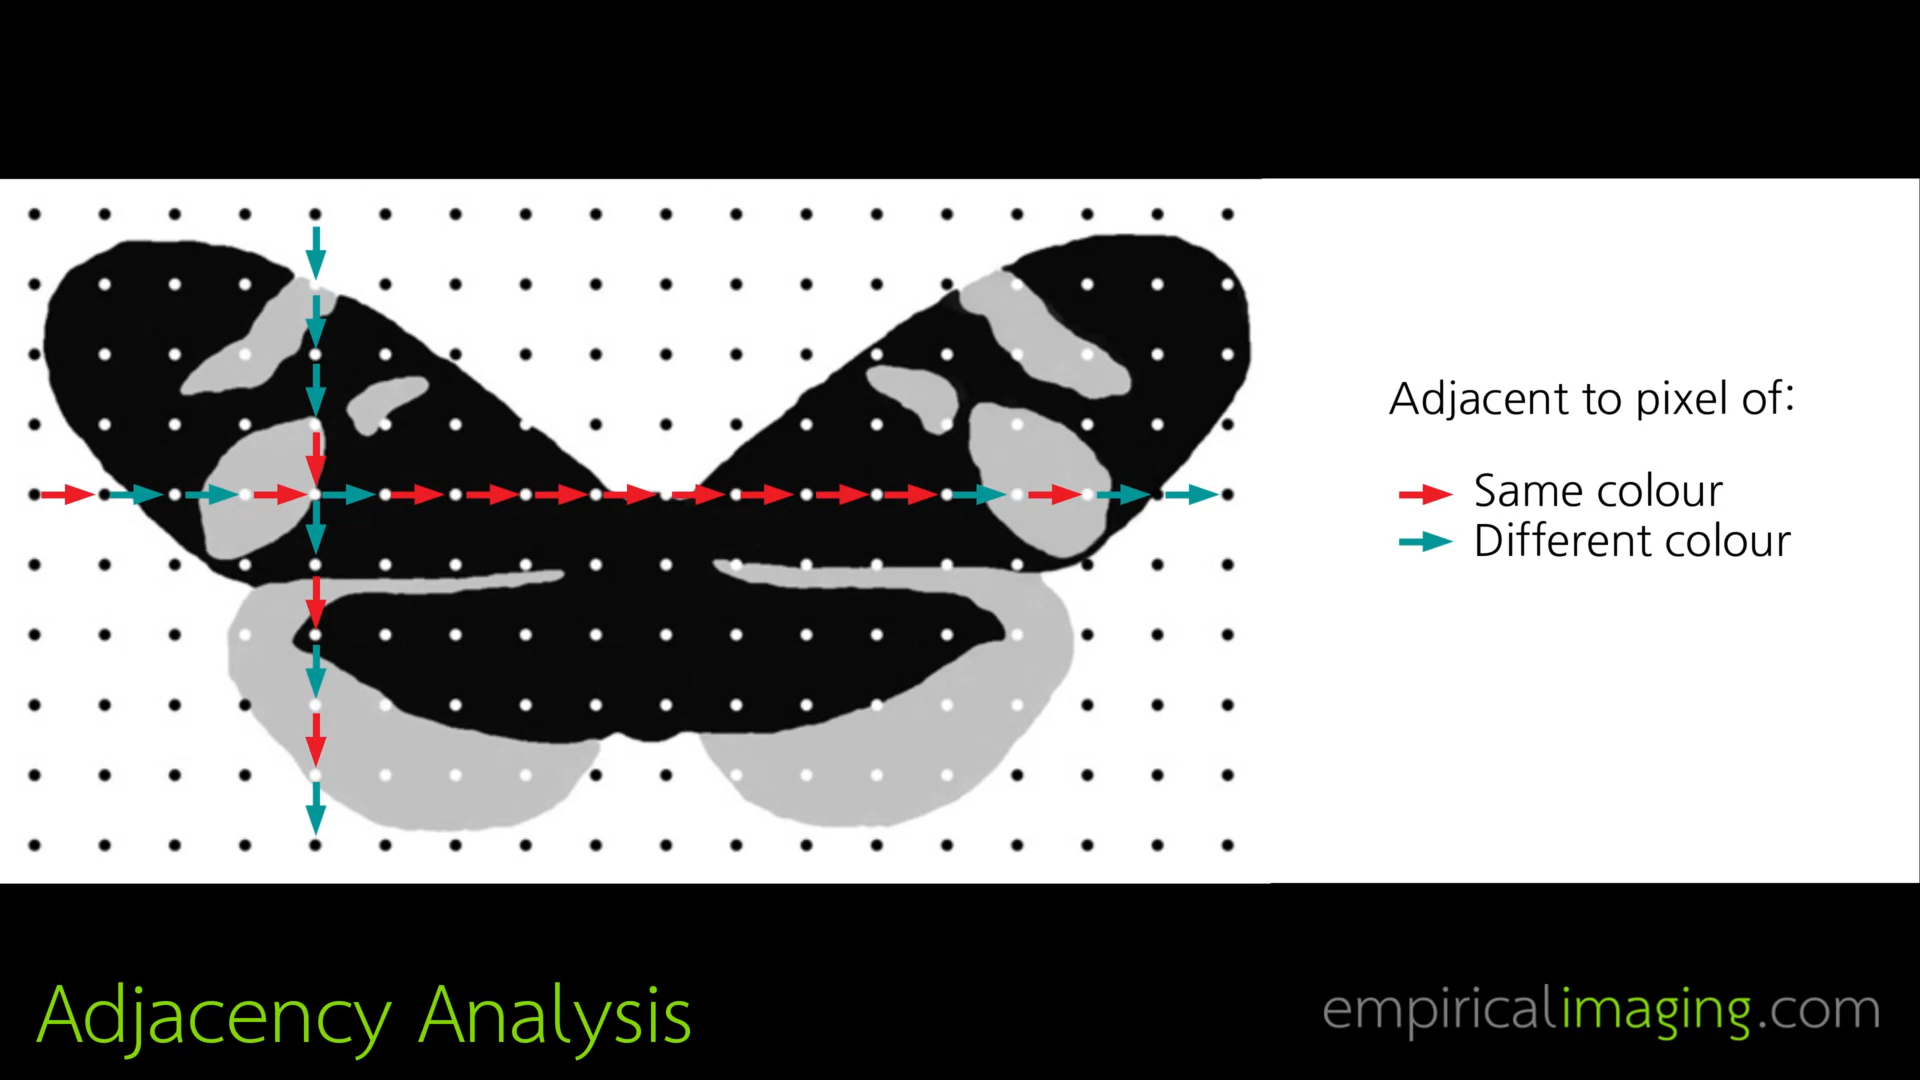 Adjacent to pixel of:
Same colour
Different colour
Adjacency Analysis
empiricalimaging.com